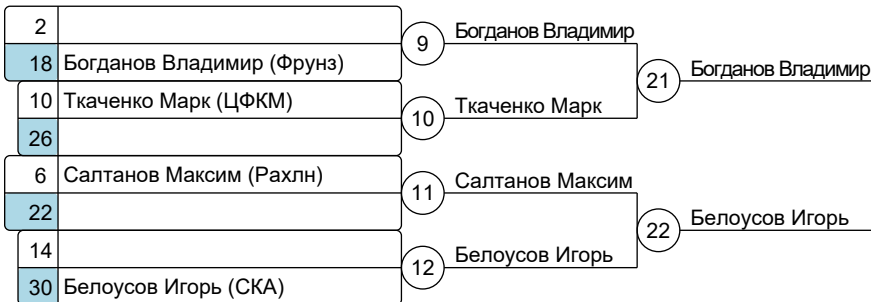 2
18 Богданов Владимир (Фрунз)
9 Богданов Владимир
10 Ткаченко Марк (ЦФКМ)
26
10 Ткаченко Марк
21 Богданов Владимир
6 Салтанов Максим (Рахлн)
22
11 Салтанов Максим
14
30 Белоусов Игорь (СКА)
12 Белоусов Игорь
22 Белоусов Игорь